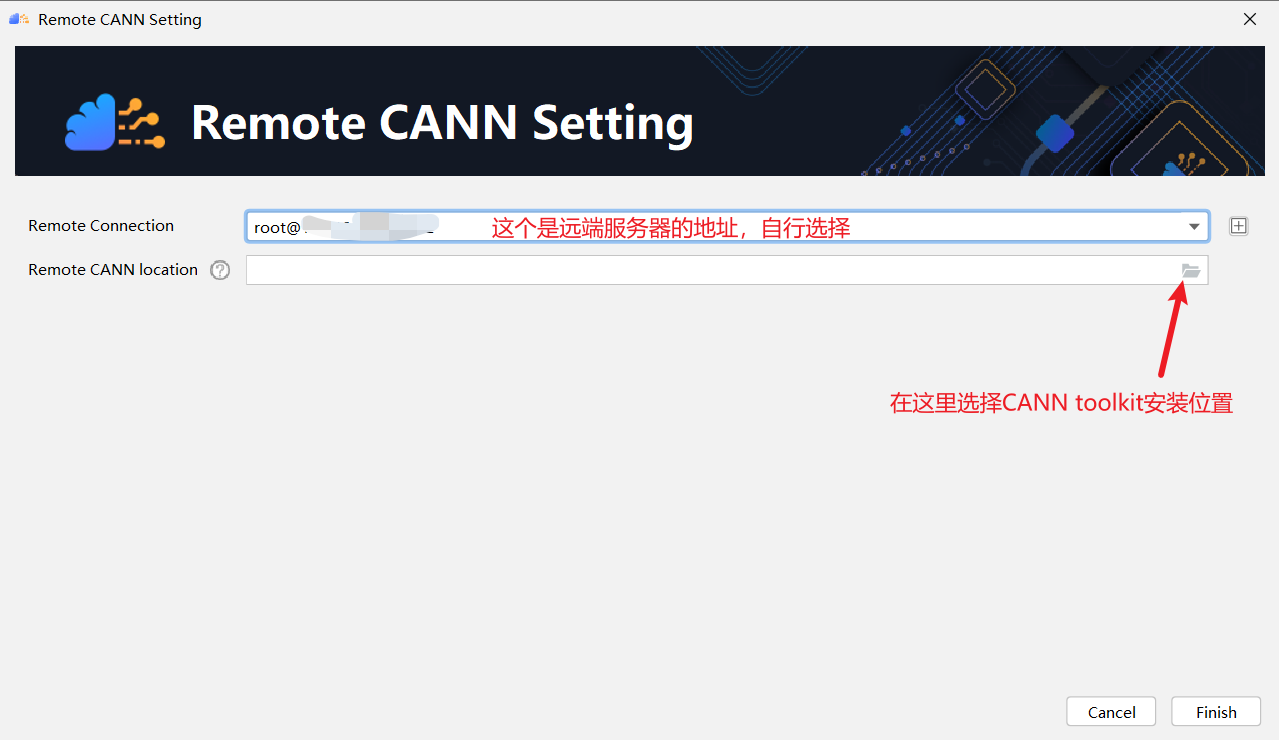 Remote CANN Setting
Remote CANN Setting
Remote Connection
root@
这个是远端服务器的地址，自行选择
Remote CANN location
?
在这里选择CANN toolkit安装位置
Cancel
Finish